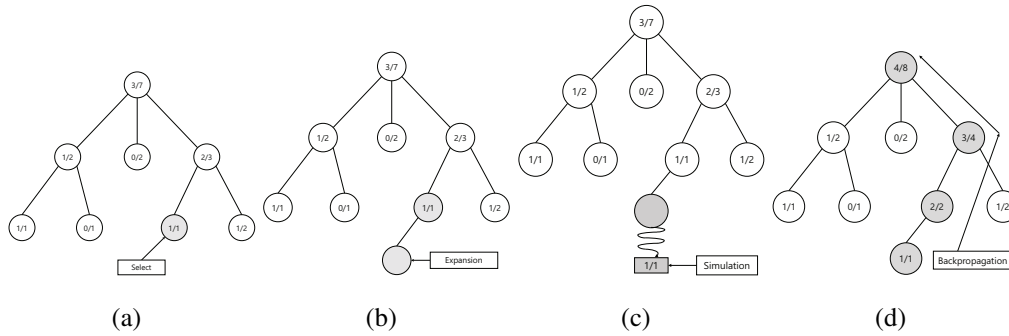 3/7
1/2 0/2 2/3
1/1 0/1 1/1 1/2
Select
(a)
3/7
1/2 0/2 2/3
1/1 0/1 1/1 1/2
Expansion
(b)
3/7
1/2 0/2 2/3
1/1 0/1 1/1 1/2
1/1 Simulation
(c)
4/8
1/2 0/2 3/4
1/1 0/1 2/2 1/2
1/1 Backpropagation
(d)